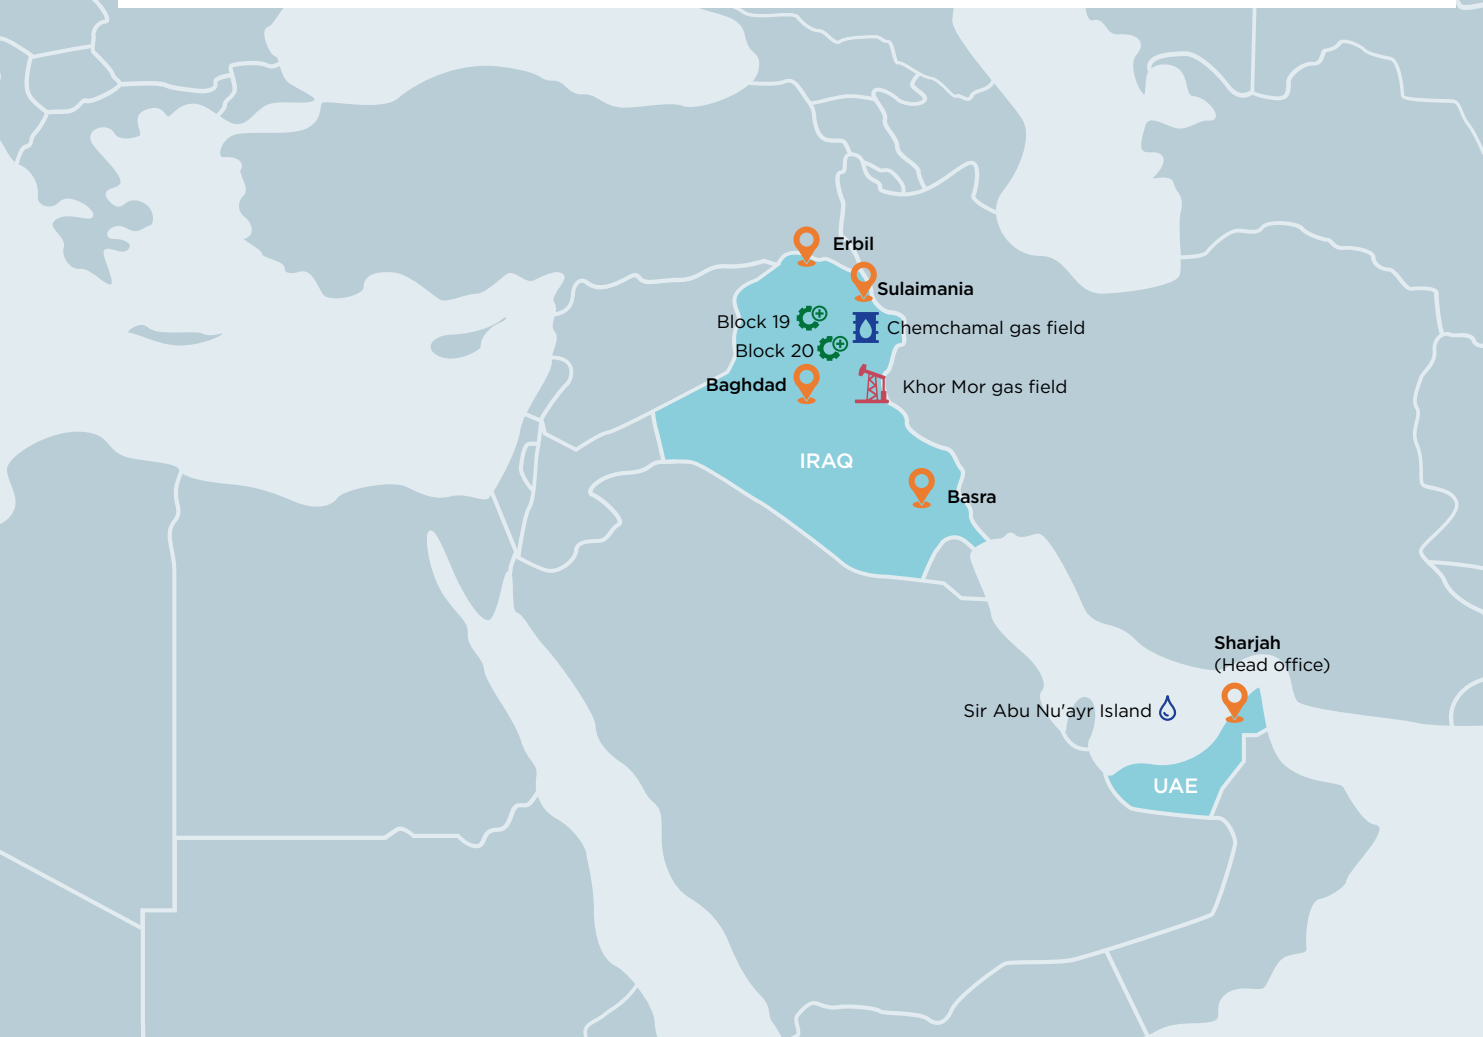 Erbil
Sulaimania
Block 19
Chemchamal gas field
Block 20
Baghdad
Khor Mor gas field
IRAQ
Basra
Sharjah
(Head office)
Sir Abu Nu'ayr Island
UAE